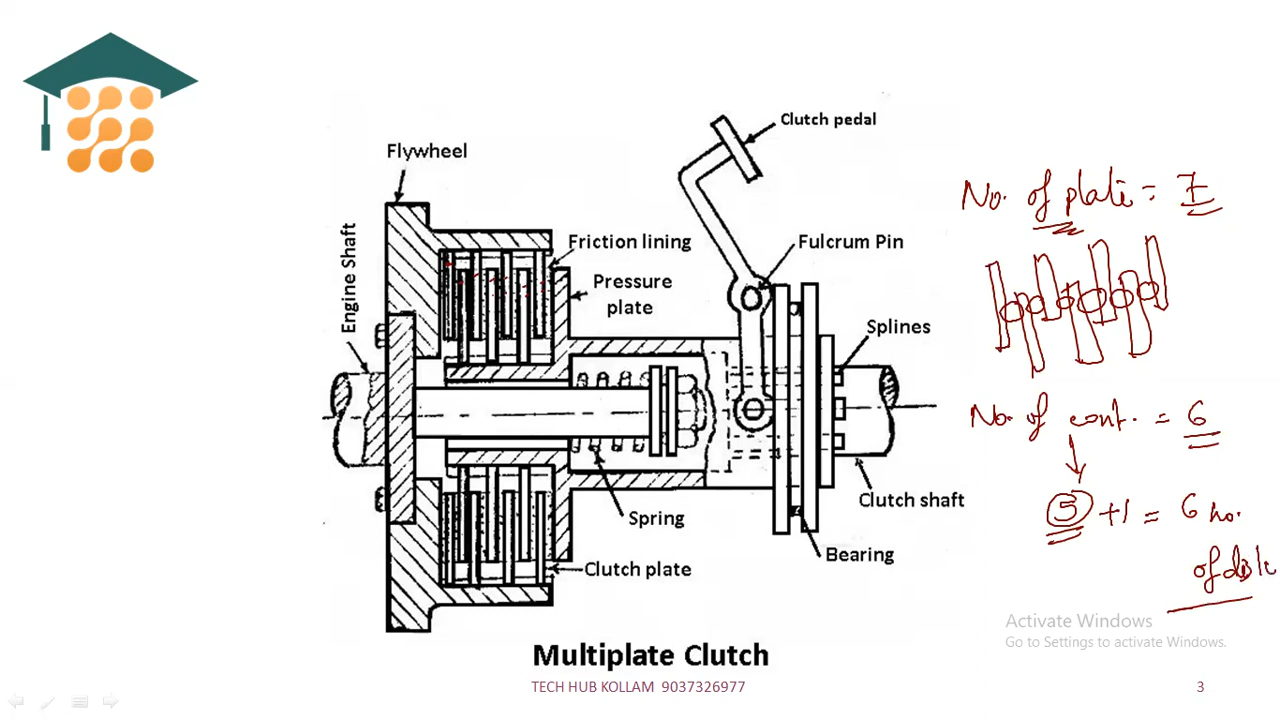 Clutch pedal
Flywheel
No. of plate = 7
Engine Shaft
Friction lining
Fulcrum Pin
Pressure
plate
Splines
No. of cont. = 6
Clutch shaft
5 +1 = 6 no.
of disk
Spring
Bearing
Clutch plate
Activate Windows
Go to Settings to activate Windows.
Multiplate Clutch
TECH HUB KOLLAM 9037326977
3